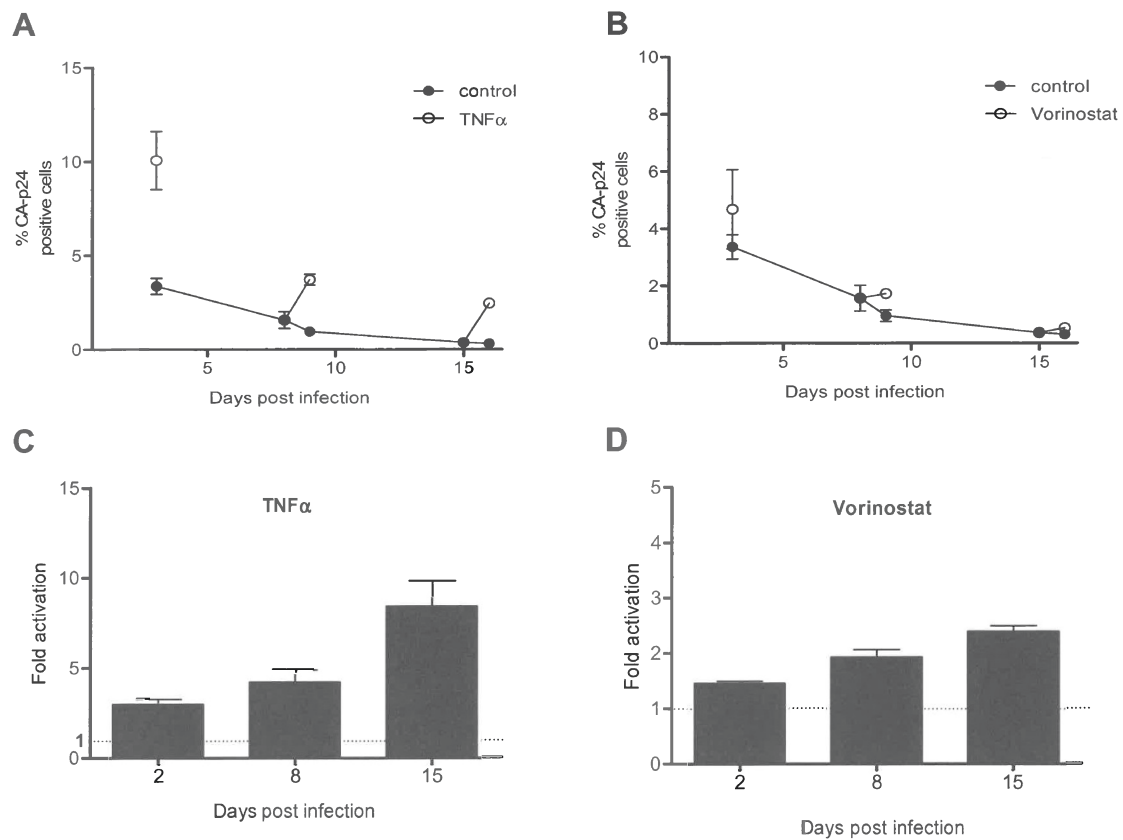 A
15
10
5
0
% CA-p24
positive cells
control
TNFα
5
10
15
Days post infection
B
10
8
6
4
2
0
% CA-p24
positive cells
control
Vorinostat
5
10
15
Days post infection
C
TNFα
15
10
5
1
0
Fold activation
2
8
15
Days post infection
D
Vorinostat
5
4
3
2
1
0
Fold activation
2
8
15
Days post infection